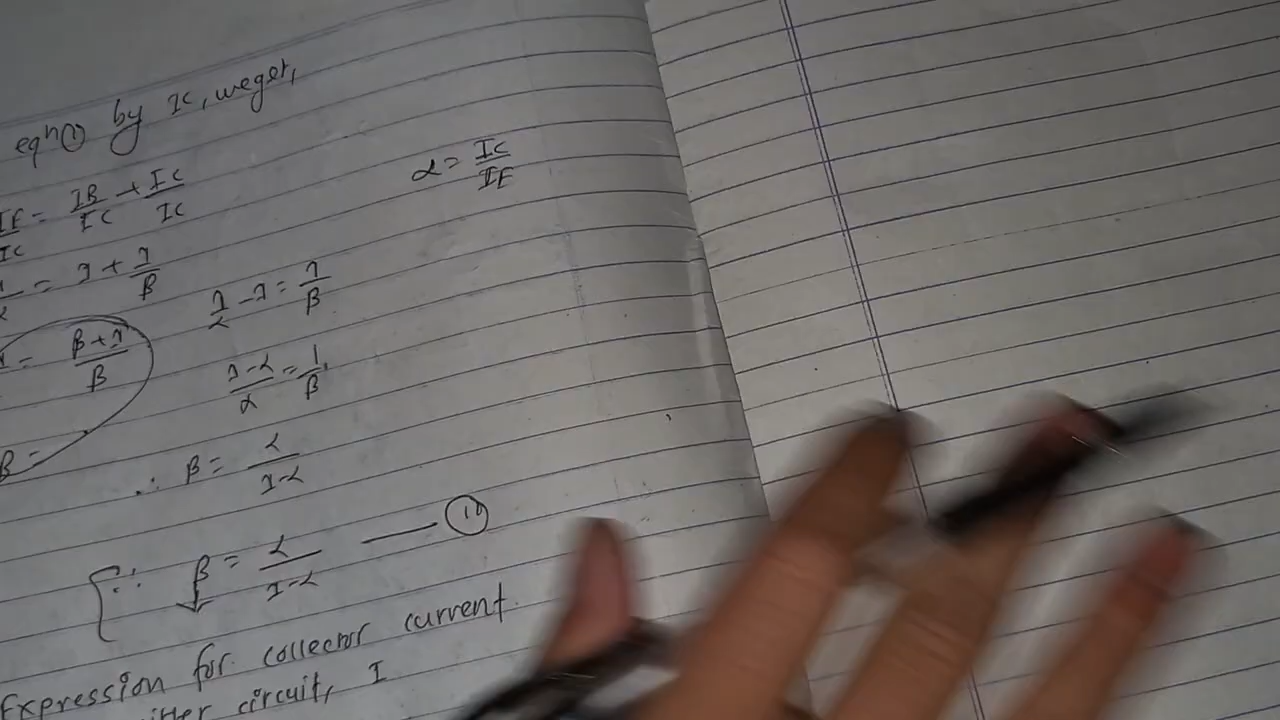 eqn① by IC, we get,
α = IC/IE
IE/IC = IB/IC + IC/IC
1/α = 1 + 1/β
1/α - 1 = 1/β
= β+1/β
1-α/α = 1/β
β =
∴ β = α/1-α
∵ β = α/1-α —
Expression for collector current
circuit, I